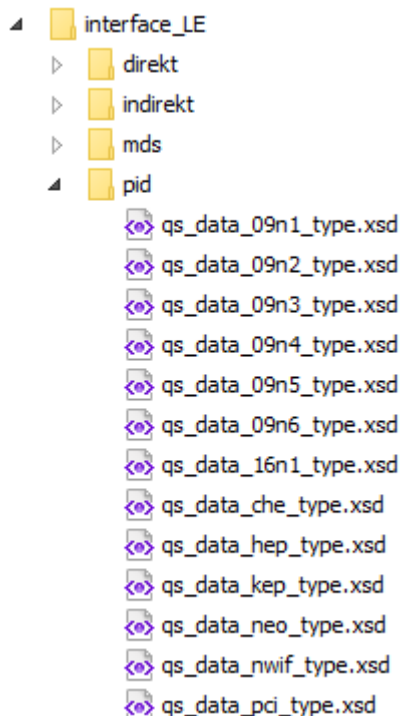 interface_LE
direkt
indirekt
mds
pid
qs_data_09n1_type.xsd
qs_data_09n2_type.xsd
qs_data_09n3_type.xsd
qs_data_09n4_type.xsd
qs_data_09n5_type.xsd
qs_data_09n6_type.xsd
qs_data_16n1_type.xsd
qs_data_che_type.xsd
qs_data_hep_type.xsd
qs_data_kep_type.xsd
qs_data_neo_type.xsd
qs_data_nwif_type.xsd
qs_data_pci_type.xsd